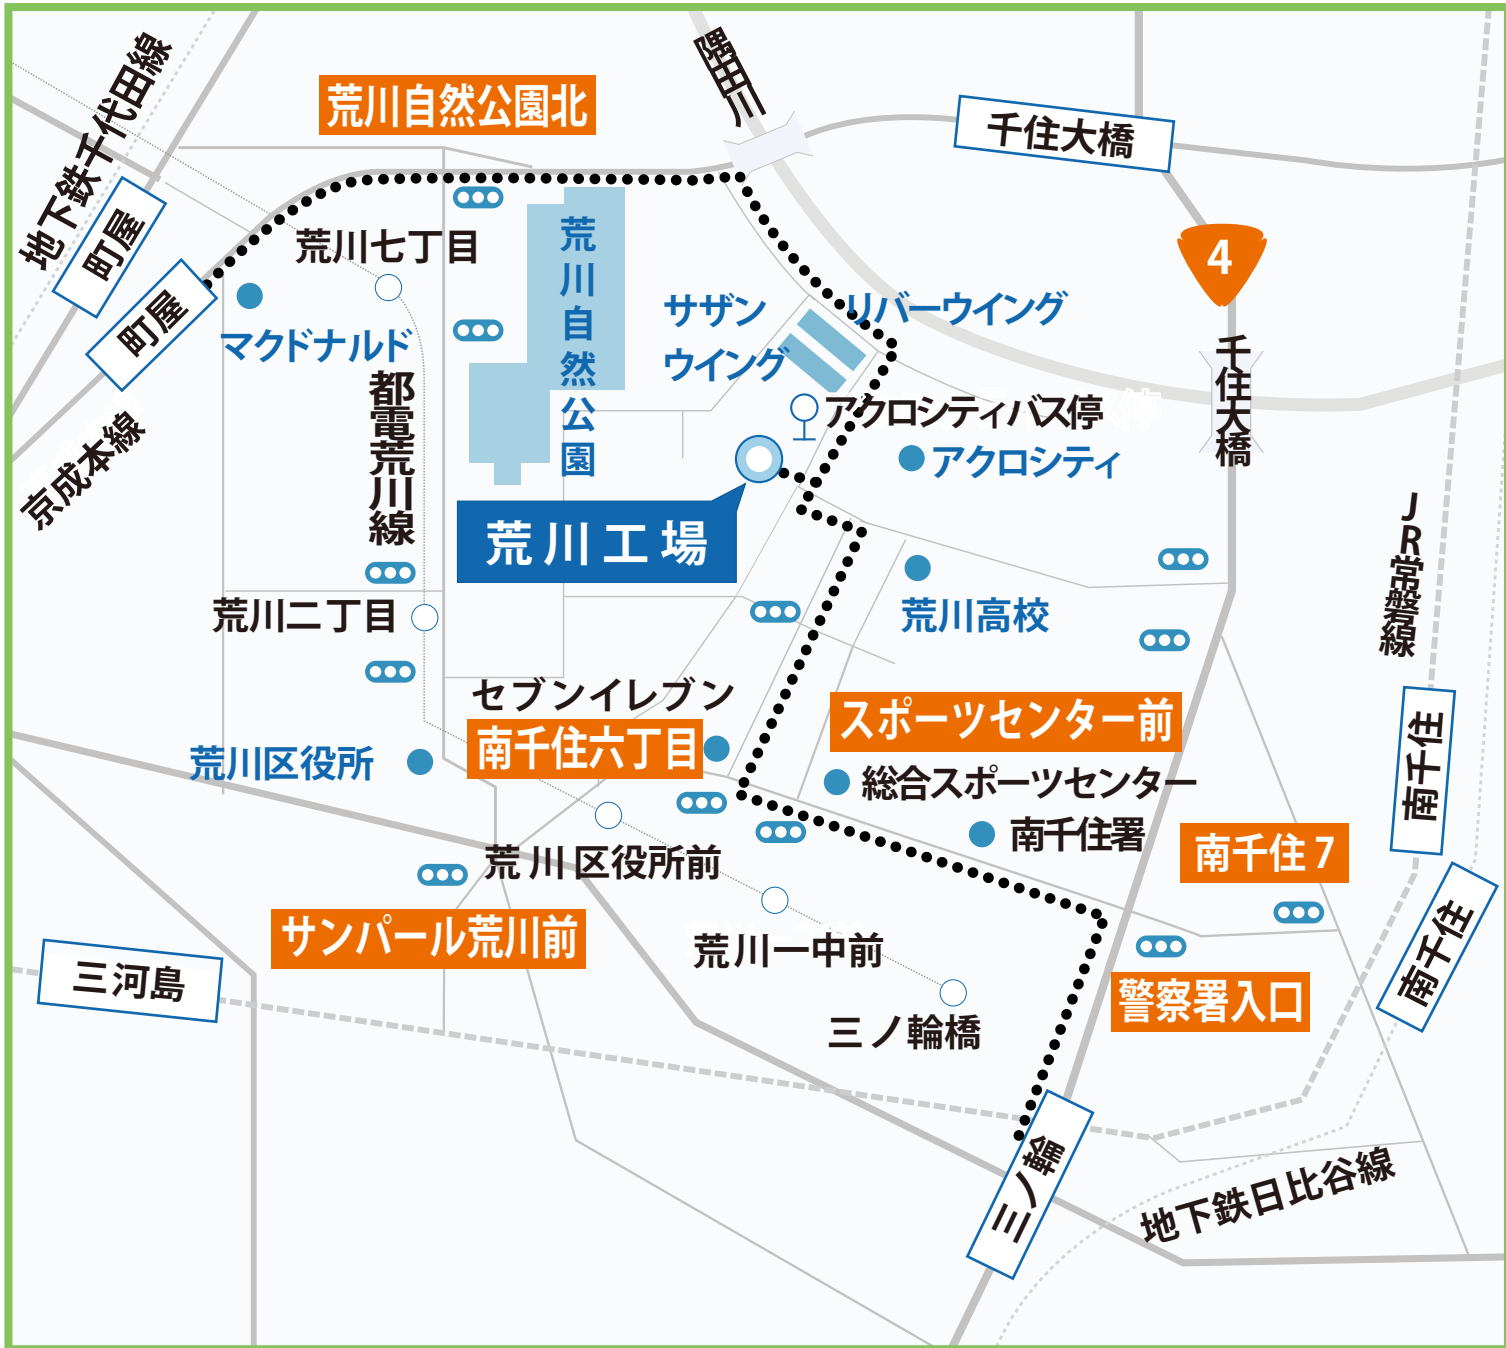 隅田川
地下鉄千代田線
荒川自然公園北
千住大橋
町屋
荒川七丁目
荒川自然公園
4
町屋
マクドナルド
サザン
ウイング
リバーウイング
千住大橋
都電荒川線
アクロシティバス停
アクロシティ
京成本線
荒川工場
JR常磐線
荒川二丁目
荒川高校
セブンイレブン
南千住六丁目
スポーツセンター前
南千住
荒川区役所
総合スポーツセンター
南千住署
南千住7
荒川区役所前
サンパール荒川前
荒川一中前
南千住
三河島
警察署入口
三ノ輪橋
三ノ輪
地下鉄日比谷線